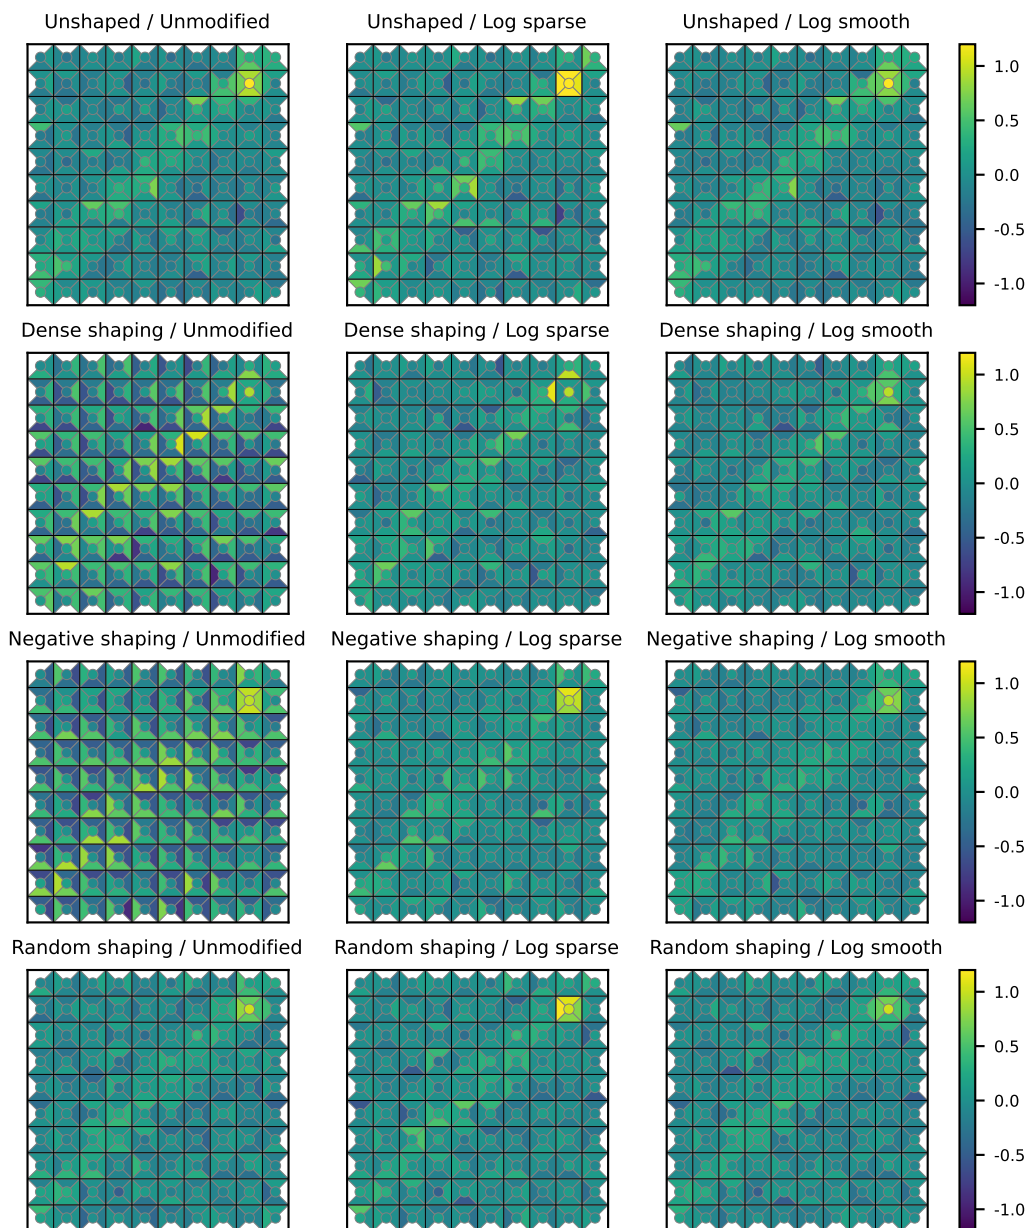 Unshaped / Unmodified
Unshaped / Log sparse
Unshaped / Log smooth
1.0
0.5
0.0
-0.5
-1.0
Dense shaping / Unmodified
Dense shaping / Log sparse
Dense shaping / Log smooth
1.0
0.5
0.0
-0.5
-1.0
Negative shaping / Unmodified
Negative shaping / Log sparse
Negative shaping / Log smooth
1.0
0.5
0.0
-0.5
-1.0
Random shaping / Unmodified
Random shaping / Log sparse
Random shaping / Log smooth
1.0
0.5
0.0
-0.5
-1.0